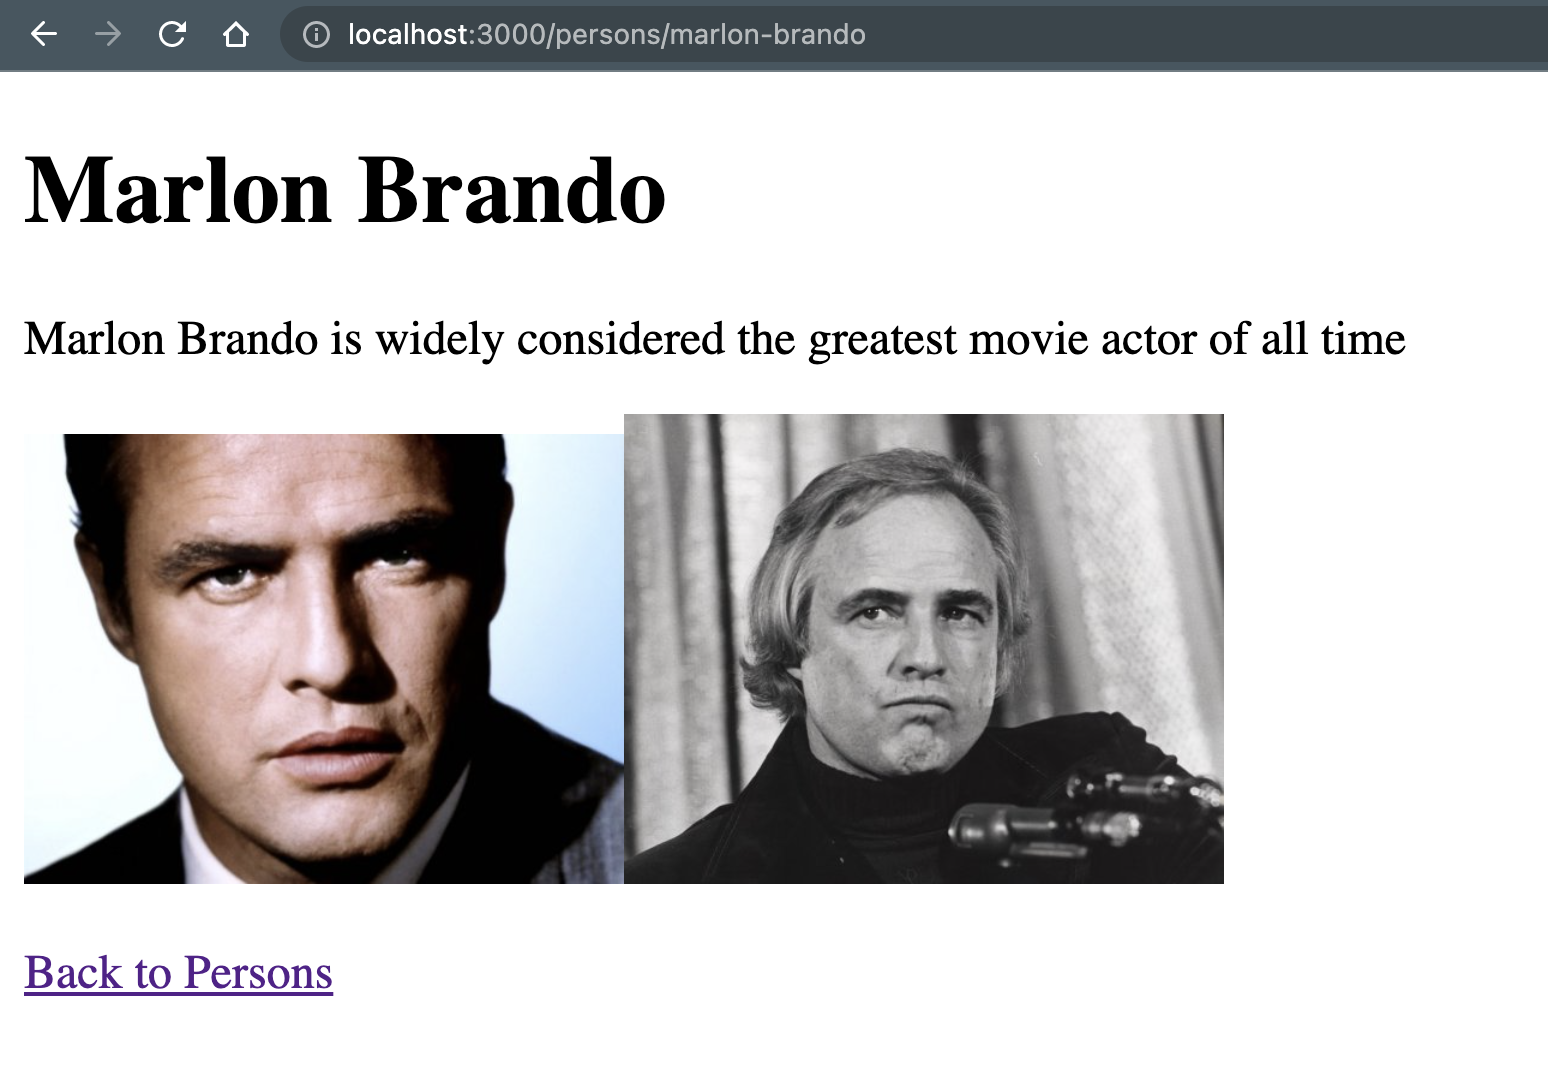 localhost:3000/persons/marlon-brando
Marlon Brando
Marlon Brando is widely considered the greatest movie actor of all time
Back to Persons